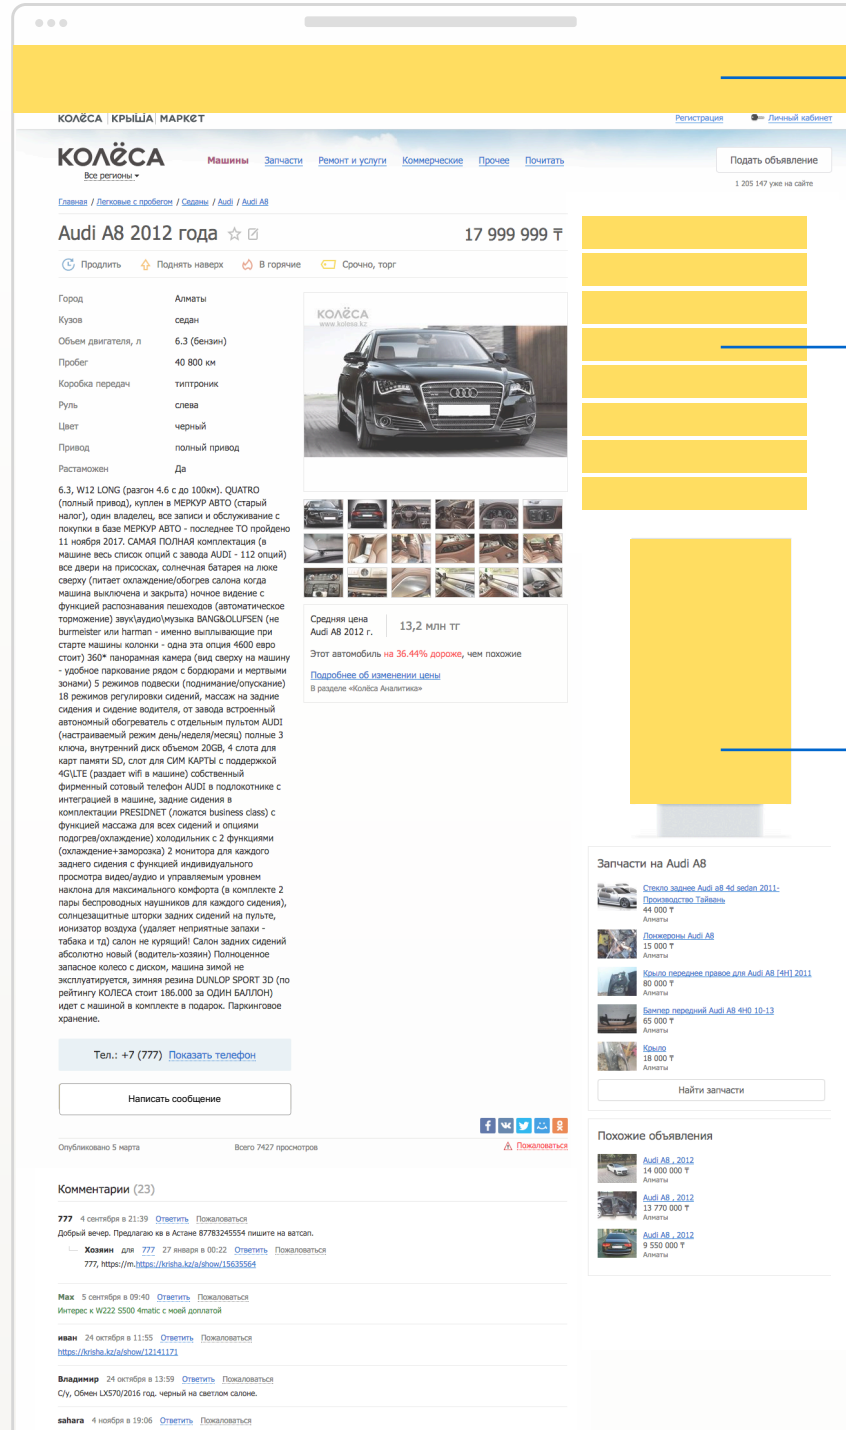 КОЛЁСА | КРЫША | МАРКЕТ
Регистрация Личный кабинет
КОЛЁСА
Все регионы
Машины Запчасти Ремонт и услуги Коммерческие Прочее Почитать
Подать объявление
1 205 147 уже на сайте
Главная / Легковые с пробегом / Седаны / Audi / Audi A8
Audi A8 2012 года
17 999 999 ₸
Продлить Поднять наверх В горячие Срочно, торг
Город Алматы
Кузов седан
Объем двигателя, л 6.3 (бензин)
Пробег 40 800 км
Коробка передач типтроник
Руль слева
Цвет черный
Привод полный привод
Растаможен Да
КОЛЁСА
www.kolesa.kz
6.3, W12 LONG (разгон 4.6 с до 100км). QUATRO
(полный привод), куплен в МЕРКУР АВТО (старый
налог), один владелец, все записи и обслуживание с
покупки в базе МЕРКУР АВТО - последнее ТО пройдено
11 ноября 2017. САМАЯ ПОЛНАЯ комплектация (в
машине весь список опций с завода AUDI - 112 опций)
все двери на присосках, солнечная батарея на люке
сверху (питает охлаждение/обогрев салона когда
машина выключена и закрыта) ночное видение с
функцией распознавания пешеходов (автоматическое
торможение) звук\аудио\музыка BANG&OLUFSEN (не
burmeister или harman - именно выплывающие при
старте машины колонки - одна эта опция 4600 евро
стоит) 360* панорамная камера (вид сверху на машину
- удобное паркование рядом с бордюрами и мертвыми
зонами) 5 режимов подвески (поднимание/опускание)
18 режимов регулировки сидений, массаж на задние
сидения и сидение водителя, от завода встроенный
автономный обогреватель с отдельным пультом AUDI
(настраиваемый режим день/неделя/месяц) полные 3
ключа, внутренний диск объемом 20GB, 4 слота для
карт памяти SD, слот для СИМ КАРТЫ с поддержкой
4G\LTE (раздает wifi в машине) собственный
фирменный сотовый телефон AUDI в подлокотнике с
интеграцией в машине, задние сидения в
комплектации PRESIDNET (ложатся business class) с
функцией массажа для всех сидений и опциями
подогрев/охлаждение) холодильник с 2 функциями
(охлаждение+заморозка) 2 монитора для каждого
заднего сидения с функцией индивидуального
просмотра видео/аудио и управляемым уровнем
наклона для максимального комфорта (в комплекте 2
пары беспроводных наушников для каждого сидения),
солнцезащитные шторки задних сидений на пульте,
ионизатор воздуха (удаляет неприятные запахи -
табака и тд) салон не курящий! Салон задних сидений
абсолютно новый (водитель-хозяин) Полноценное
запасное колесо с диском, машина зимой не
эксплуатируется, зимняя резина DUNLOP SPORT 3D (по
рейтингу КОЛЕСА стоит 186.000 за ОДИН БАЛЛОН)
идет с машиной в комплекте в подарок. Паркинговое
хранение.
Средняя цена
Audi A8 2012 г.
13,2 млн тг
Этот автомобиль на 36.44% дороже, чем похожие
Подробнее об изменении цены
В разделе «Колёса Аналитика»
Тел.: +7 (777) Показать телефон
Написать сообщение
Опубликовано 5 марта Всего 7427 просмотров Пожаловаться
Запчасти на Audi A8
Стекло заднее Audi a8 4d sedan 2011-
Производство Тайвань
44 000 ₸
Алматы
Лонжероны Audi A8
15 000 ₸
Алматы
Крыло переднее правое для Audi A8 [4H] 2011
80 000 ₸
Алматы
Бампер передний Audi A8 4H0 10-13
65 000 ₸
Алматы
Крыло
18 000 ₸
Алматы
Найти запчасти
Похожие объявления
Audi A8 , 2012
14 000 000 ₸
Алматы
Audi A8 , 2012
13 770 000 ₸
Алматы
Audi A8 , 2012
9 550 000 ₸
Алматы
Комментарии (23)
777 4 сентября в 21:39 Ответить Пожаловаться
Добрый вечер. Предлагаю кв в Астане 87783245554 пишите на ватсап.
Хозяин для 777 27 января в 00:22 Ответить Пожаловаться
777, https://m.https://krisha.kz/a/show/15635564
Max 5 сентября в 09:40 Ответить Пожаловаться
Интерес к W222 S500 4matic с моей доплатой
иван 24 октября в 11:55 Ответить Пожаловаться
https://krisha.kz/a/show/12141171
Владимир 24 октября в 13:59 Ответить Пожаловаться
С/у, Обмен LX570/2016 год. черный на светлом салоне.
sahara 4 ноября в 19:06 Ответить Пожаловаться